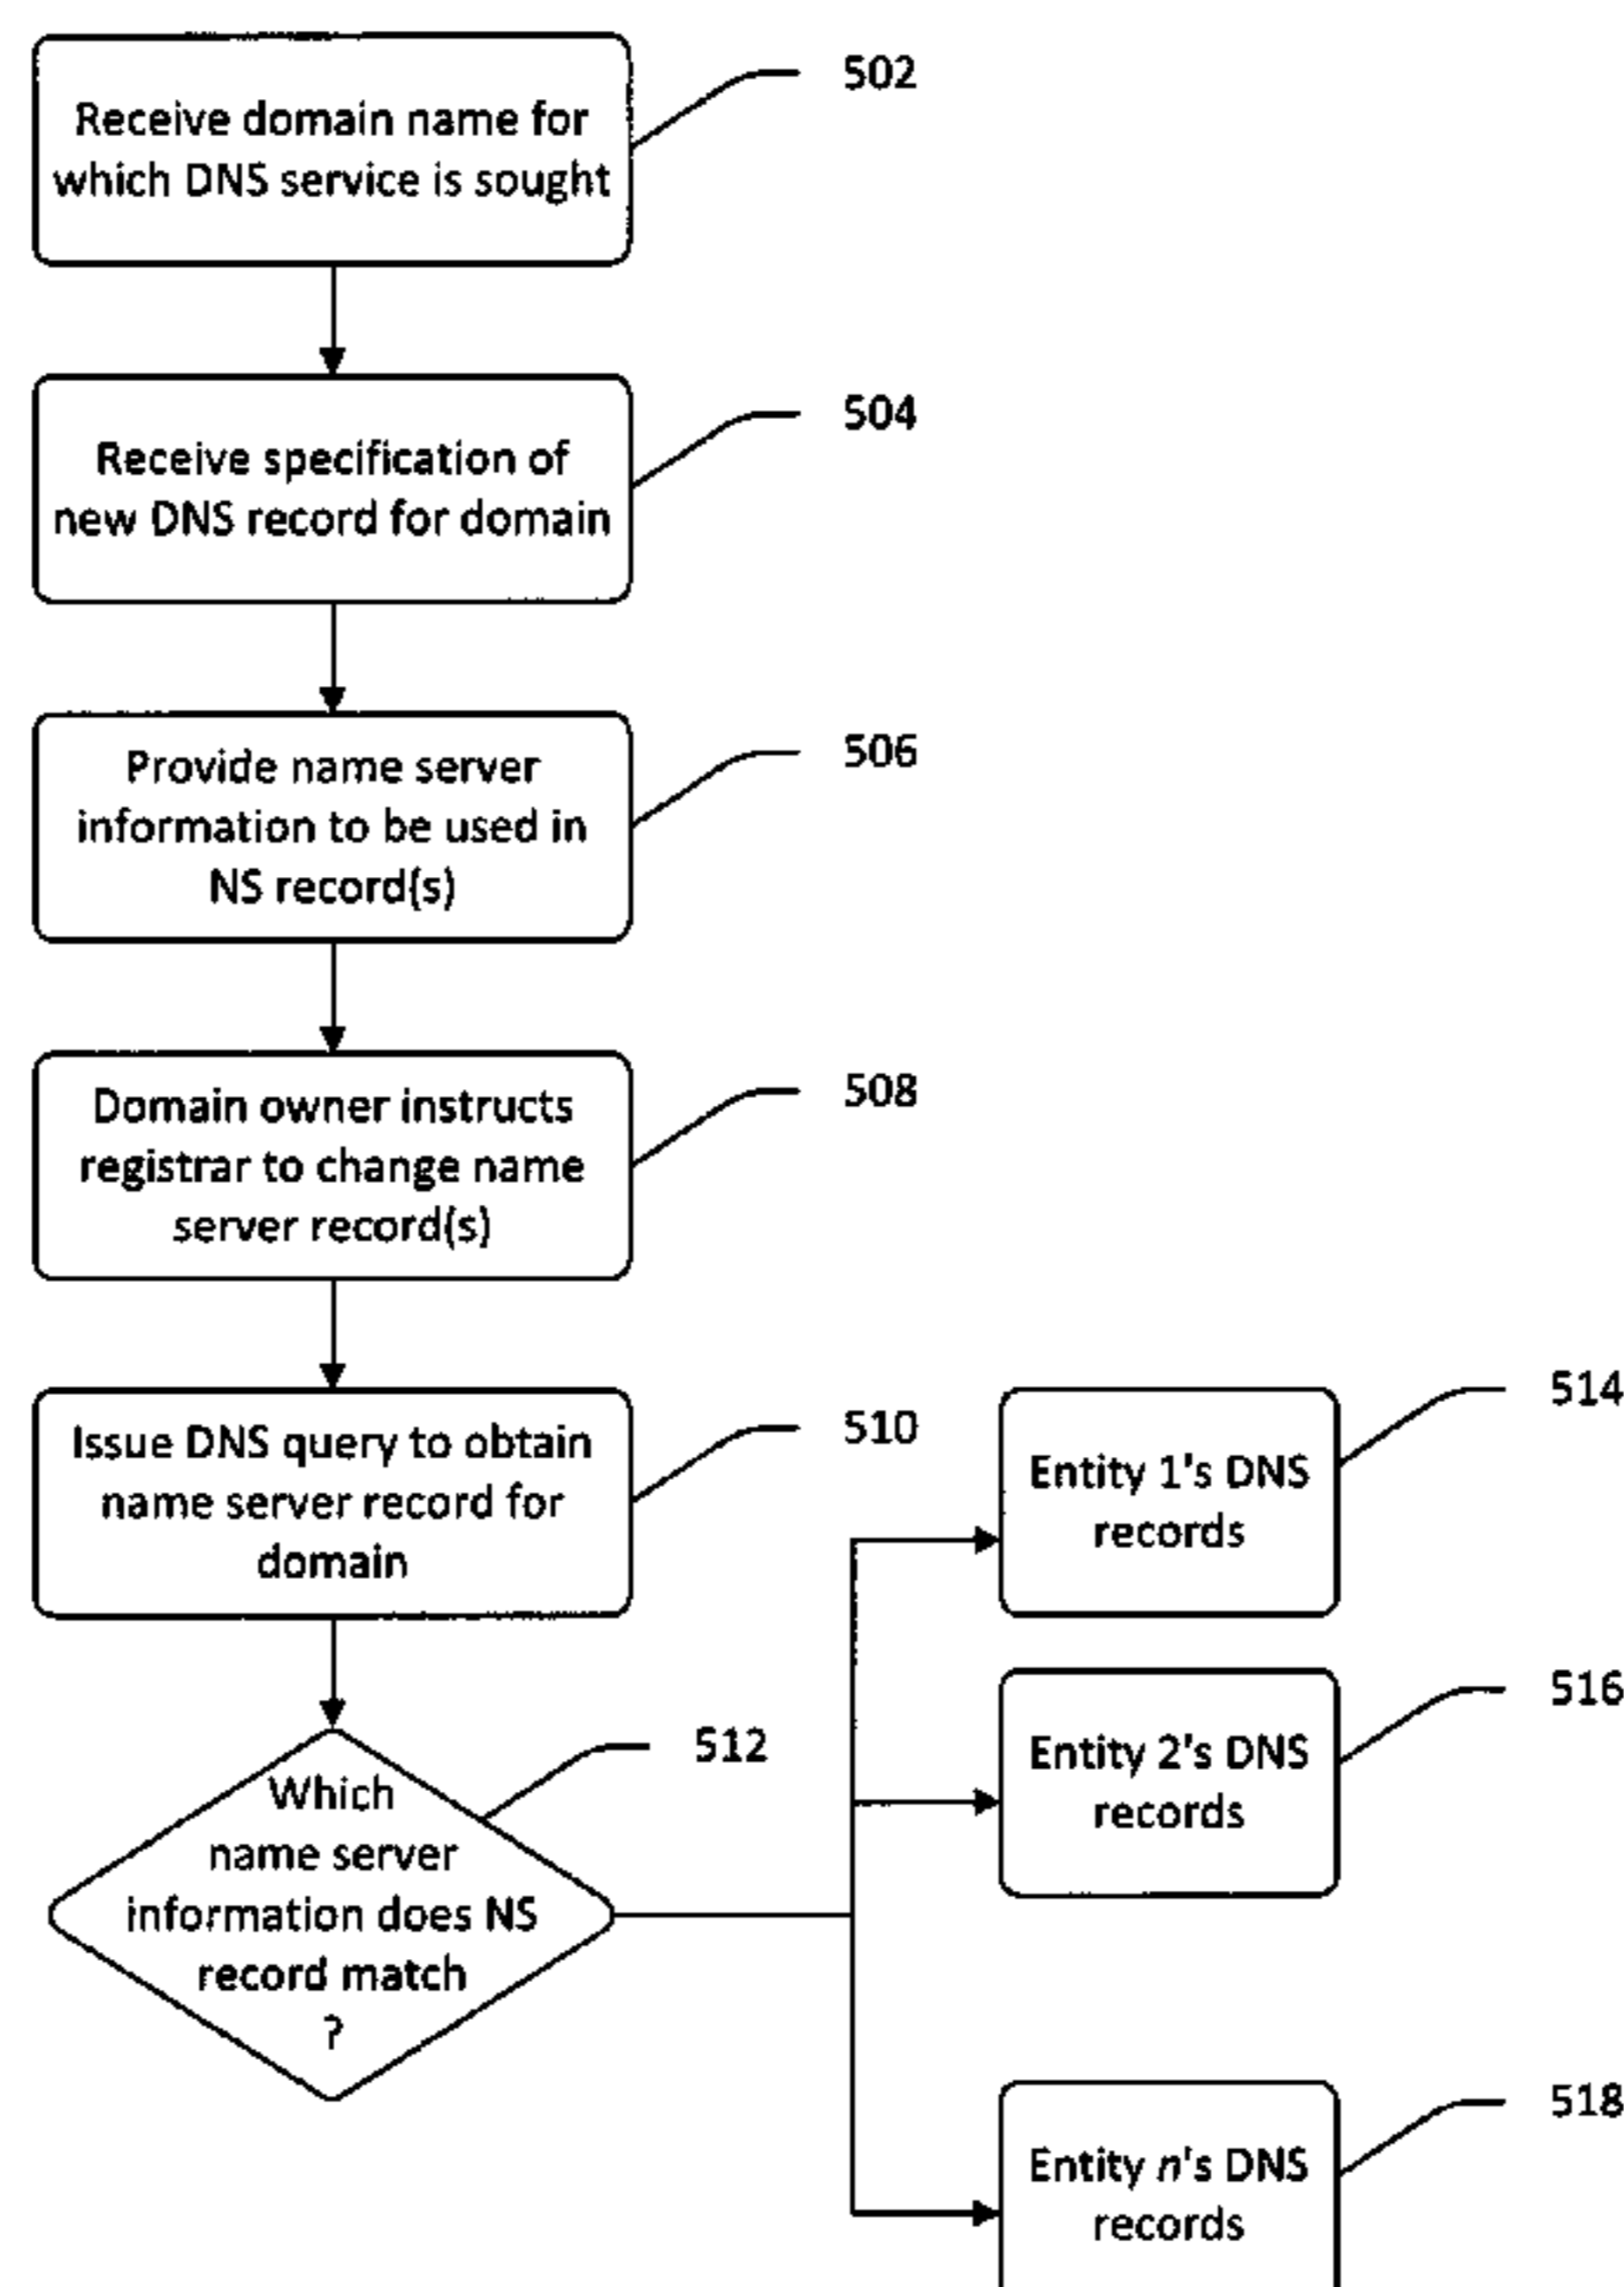 Receive domain name for
which DNS service is sought
502
Receive specification of
new DNS record for domain
504
Provide name server
information to be used in
NS record(s)
506
Domain owner instructs
registrar to change name
server record(s)
508
Issue DNS query to obtain
name server record for
domain
510
Which
name server
information does NS
record match
?
512
Entity 1's DNS
records
514
Entity 2's DNS
records
516
Entity n's DNS
records
518